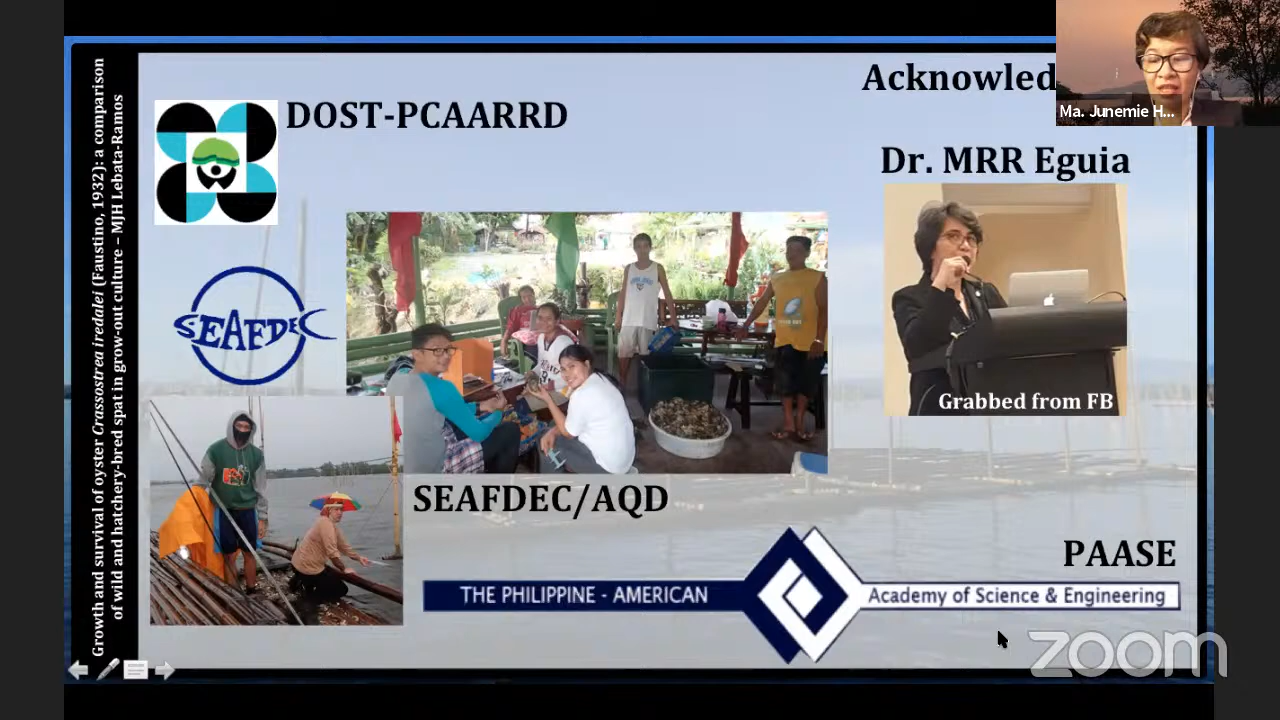 Growth and survival of oyster Crassostrea iredalei (Faustino, 1932): a comparison
of wild and hatchery-bred spat in grow-out culture – MJH Lebata-Ramos
DOST-PCAARRD
Acknowled
Ma. Junemie H...
Dr. MRR Eguia
SEAFDEC
Grabbed from FB
SEAFDEC/AQD
PAASE
THE PHILIPPINE - AMERICAN
Academy of Science & Engineering
zoom